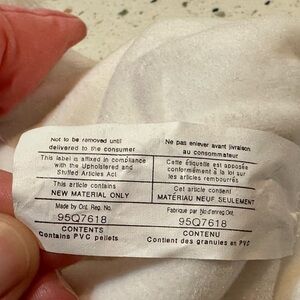 Not to be removed until
delivered to the consumer
Ne pas enlever avant livraison
au consommateur
This label is affixed in compliance
with the Upholstered and
Stuffed Articles Act
Cette étiquette est apposée
conformément à la loi sur
les articles rembourrés
This article contains
NEW MATERIAL ONLY
Cet article contient
MATÉRIAU NEUF SEULEMENT
Made by Ont. Reg. No.
95Q7618
Fabriqué par No d'enreg Ont.
95Q7618
CONTENTS
Contains PVC pellets
CONTENU
Contient des granules en PVC